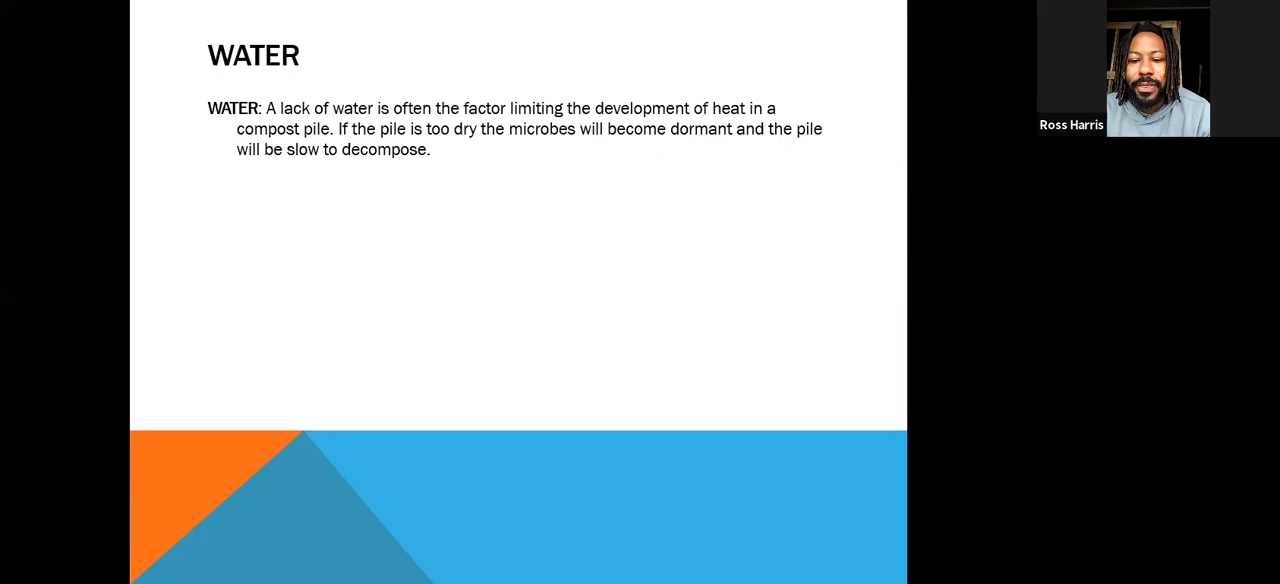 WATER
WATER: A lack of water is often the factor limiting the development of heat in a
compost pile. If the pile is too dry the microbes will become dormant and the pile
will be slow to decompose.
Ross Harris